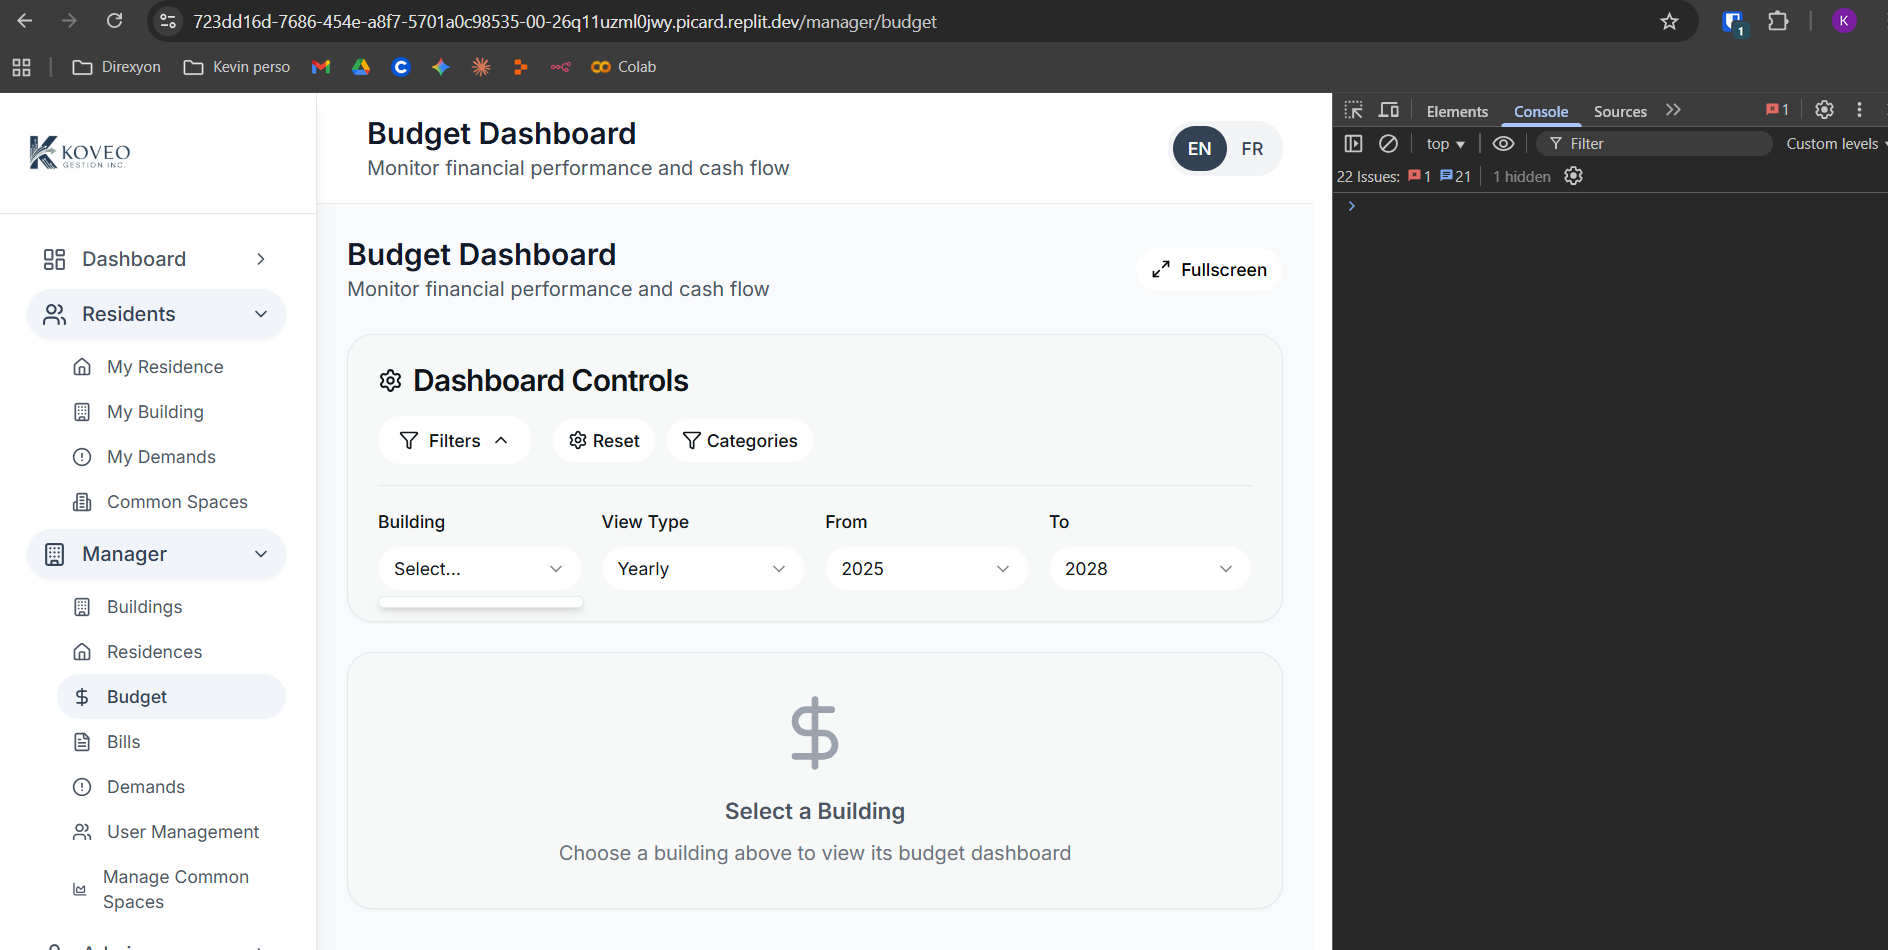 723dd16d-7686-454e-a8f7-5701a0c98535-00-26q11uzml0jwy.picard.replit.dev/manager/budget
1
K
Direxyon
Kevin perso
Colab
KOVEO
GESTION INC.
Dashboard
Residents
My Residence
My Building
My Demands
Common Spaces
Manager
Buildings
Residences
Budget
Bills
Demands
User Management
Manage Common
Spaces
Budget Dashboard
Monitor financial performance and cash flow
EN
FR
Budget Dashboard
Monitor financial performance and cash flow
Fullscreen
Dashboard Controls
Filters
Reset
Categories
Building
View Type
From
To
Select...
Yearly
2025
2028
Select a Building
Choose a building above to view its budget dashboard
Elements
Console
Sources
1
top
Filter
Custom levels
22 Issues:
1
21
1 hidden